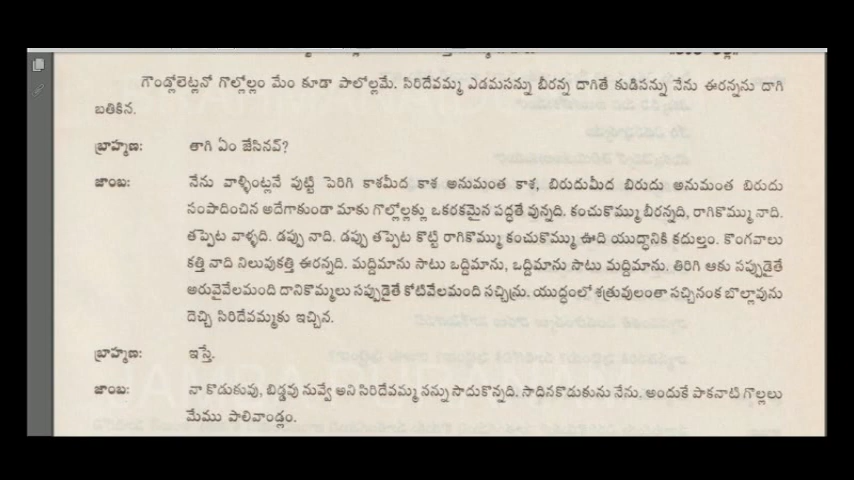 గొండ్లోలెట్లనో గొల్లోల్లం మేం కూడా పాలోల్లమే. సిరిదేవమ్మ ఎడమసన్ను బీరన్న దాగితే కుడిసన్ను నేను ఈరన్నను దాగి
బతికిన.
బ్రాహ్మణ: తాగి ఏం జేసినవ్?
జాంబ: నేను వాళ్ళింట్లనే పుట్టి పెరిగి కాశమీద కాశ అనుమంత కాశ, బిరుదుమీద బిరుదు అనుమంత బిరుదు
సంపాదించిన అదేగాకుండా మాకు గొల్లోల్లక్లు ఒకరకమైన పద్ధతే వున్నది. కంచుకొమ్ము బీరన్నది, రాగికొమ్ము నాది.
తప్పెట వాళ్ళది. డప్పు నాది. డప్పు తప్పెట కొట్టి రాగికొమ్ము కంచుకొమ్ము ఊది యుద్ధానికి కదుల్తం. కొంగవాలు
కత్తి వాది నిలువుకత్తి ఈరన్నది. మద్దిమాను సాటు ఒద్దిమాను, ఒద్దిమాను సాటు మద్దిమాను. తిరిగి ఆకు సప్పుడైతే
అరువైవేలమంది దానికొమ్మలు సప్పుడైతే కోటివేలమంది సచ్చిన్రు. యుద్ధంలో శత్రువులంతా సచ్చినంక బొల్లావును
దెచ్చి సిరిదేవమ్మకు ఇచ్చిన.
బ్రాహ్మణ: ఇస్తే.
జాంబ: నా కొడుకువు, బిడ్డవు నువ్వే అని సిరిదేవమ్మ నన్ను సాదుకొన్నది. సాదినకొడుకును నేను. అందుకే పాకనాటి గొల్లలు
మేము పాలివాండ్లం.